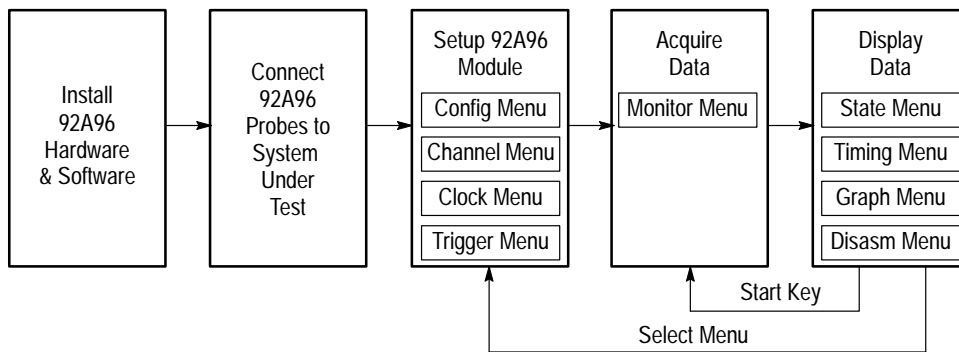 Install
92A96
Hardware
& Software
Connect
92A96
Probes to
System
Under
Test
Setup 92A96
Module
Config Menu
Channel Menu
Clock Menu
Trigger Menu
Acquire
Data
Monitor Menu
Display
Data
State Menu
Timing Menu
Graph Menu
Disasm Menu
Start Key
Select Menu